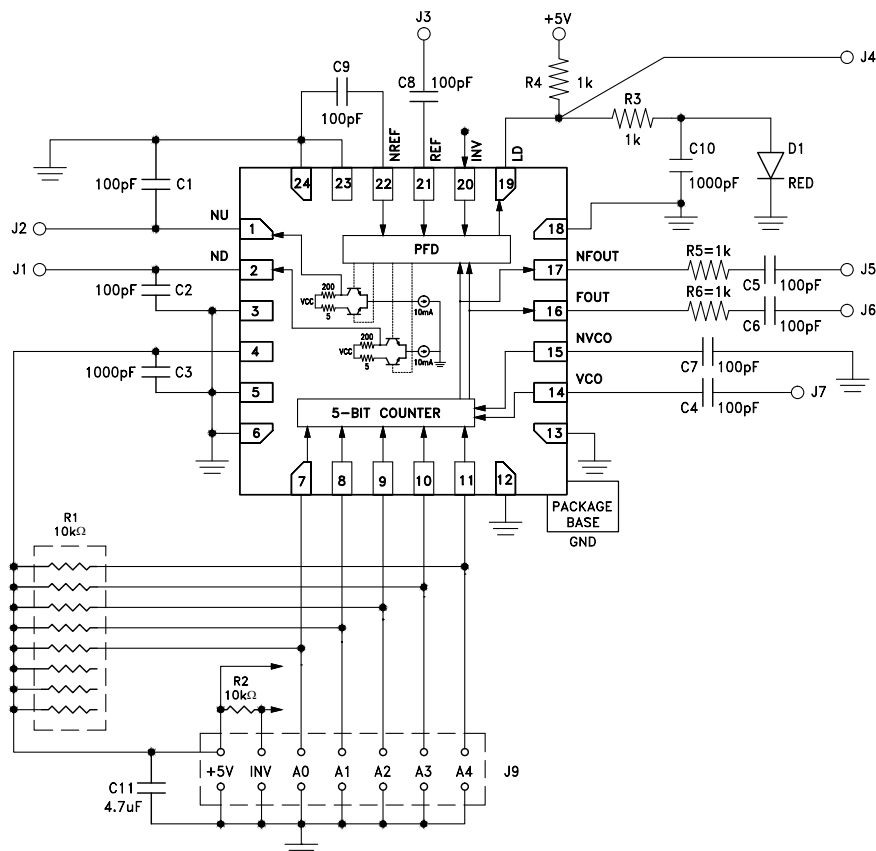 J3
+5V
J4
C9
C8
100pF
R4
1k
100pF
R3
1k
C10
1000pF
D1
RED
NREF
REF
INV
LD
100pF
C1
24
23
22
21
20
19
J2
NU
1
18
PFD
J1
ND
2
17
NFOUT
R5=1k
C5
100pF
J5
100pF
C2
200
VCC
5
10mA
3
16
FOUT
R6=1k
C6
100pF
J6
200
VCC
5
10mA
4
15
NVCO
C7
100pF
1000pF
C3
5
14
VCO
C4
100pF
J7
5-BIT COUNTER
6
13
7
8
9
10
11
12
PACKAGE
BASE
GND
R1
10kΩ
R2
10kΩ
+5V
INV
A0
A1
A2
A3
A4
J9
C11
4.7uF